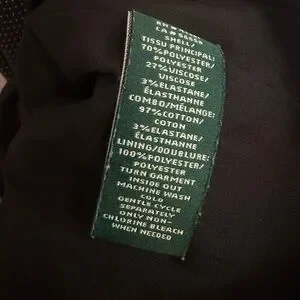 SHELL/
TISSU PRINCIPAL:
70%POLYESTER/
POLYESTER
27%VISCOSE/
VISCOSE
3%ELASTANE/
ÉLASTHANNE
COMBO/MÉLANGE:
97%COTTON/
COTON
3%ELASTANE/
ÉLASTHANNE
LINING/DOUBLURE:
100%POLYESTER/
POLYESTER
TURN GARMENT
INSIDE OUT
MACHINE WASH
COLD
GENTLE CYCLE
SEPARATELY
ONLY NON-
CHLORINE BLEACH
WHEN NEEDED